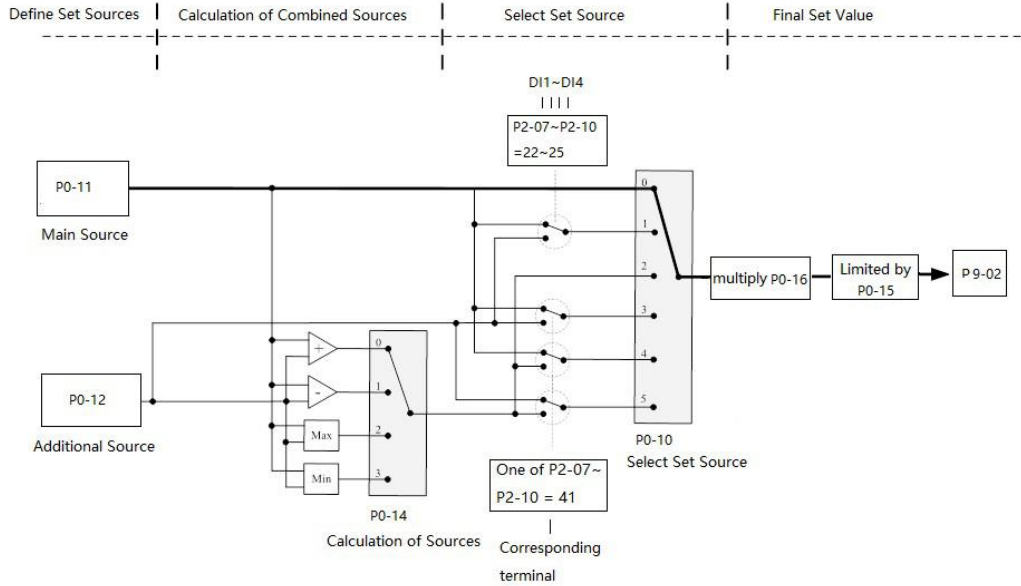 Define Set Sources
Calculation of Combined Sources
Select Set Source
Final Set Value
DI1~DI4
P2-07~P2-10
=22~25
P0-11
Main Source
0
1
2
3
4
5
multiply P0-16
Limited by
P0-15
P 9-02
P0-12
Additional Source
+
-
Max
Min
0
1
2
3
P0-14
Calculation of Sources
P0-10
Select Set Source
One of P2-07~
P2-10 = 41
Corresponding
terminal